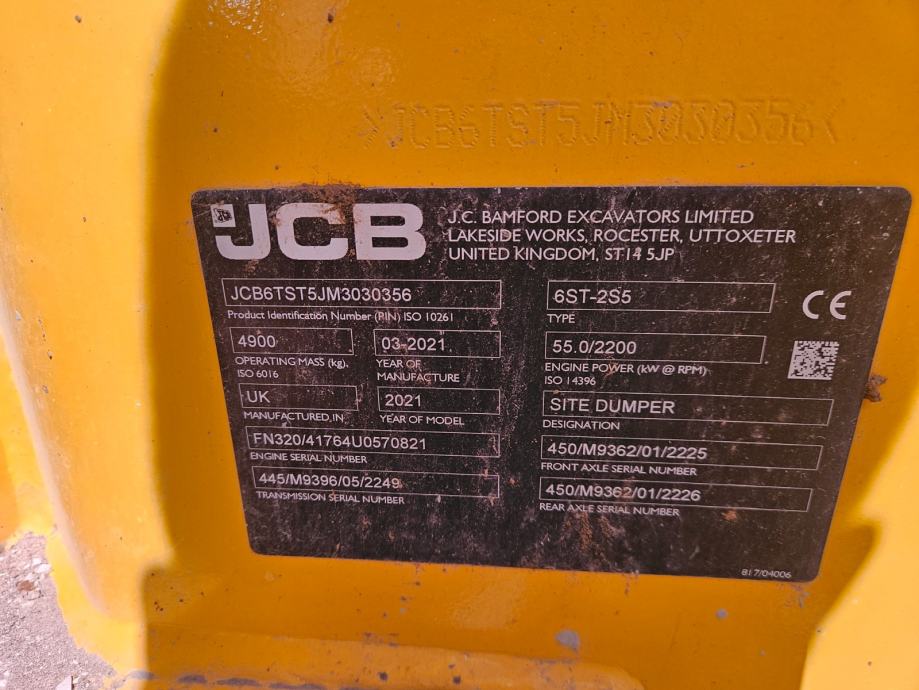 JCB6TST5JM3030356
JCB
J.C. BAMFORD EXCAVATORS LIMITED
LAKESIDE WORKS, ROCESTER, UTTOXETER
UNITED KINGDOM, ST14 5JP
JCB6TST5JM3030356
Product Identification Number (PIN) ISO 10261
4900
OPERATING MASS (kg),
ISO 6016
03-2021
YEAR OF
MANUFACTURE
UK
MANUFACTURED IN
2021
YEAR OF MODEL
FN320/41764U0570821
ENGINE SERIAL NUMBER
445/M9396/05/2249
TRANSMISSION SERIAL NUMBER
6ST-2S5
TYPE
CE
55.0/2200
ENGINE POWER (kW @ RPM)
ISO 14396
SITE DUMPER
DESIGNATION
450/M9362/01/2225
FRONT AXLE SERIAL NUMBER
450/M9362/01/2226
REAR AXLE SERIAL NUMBER
817/04006